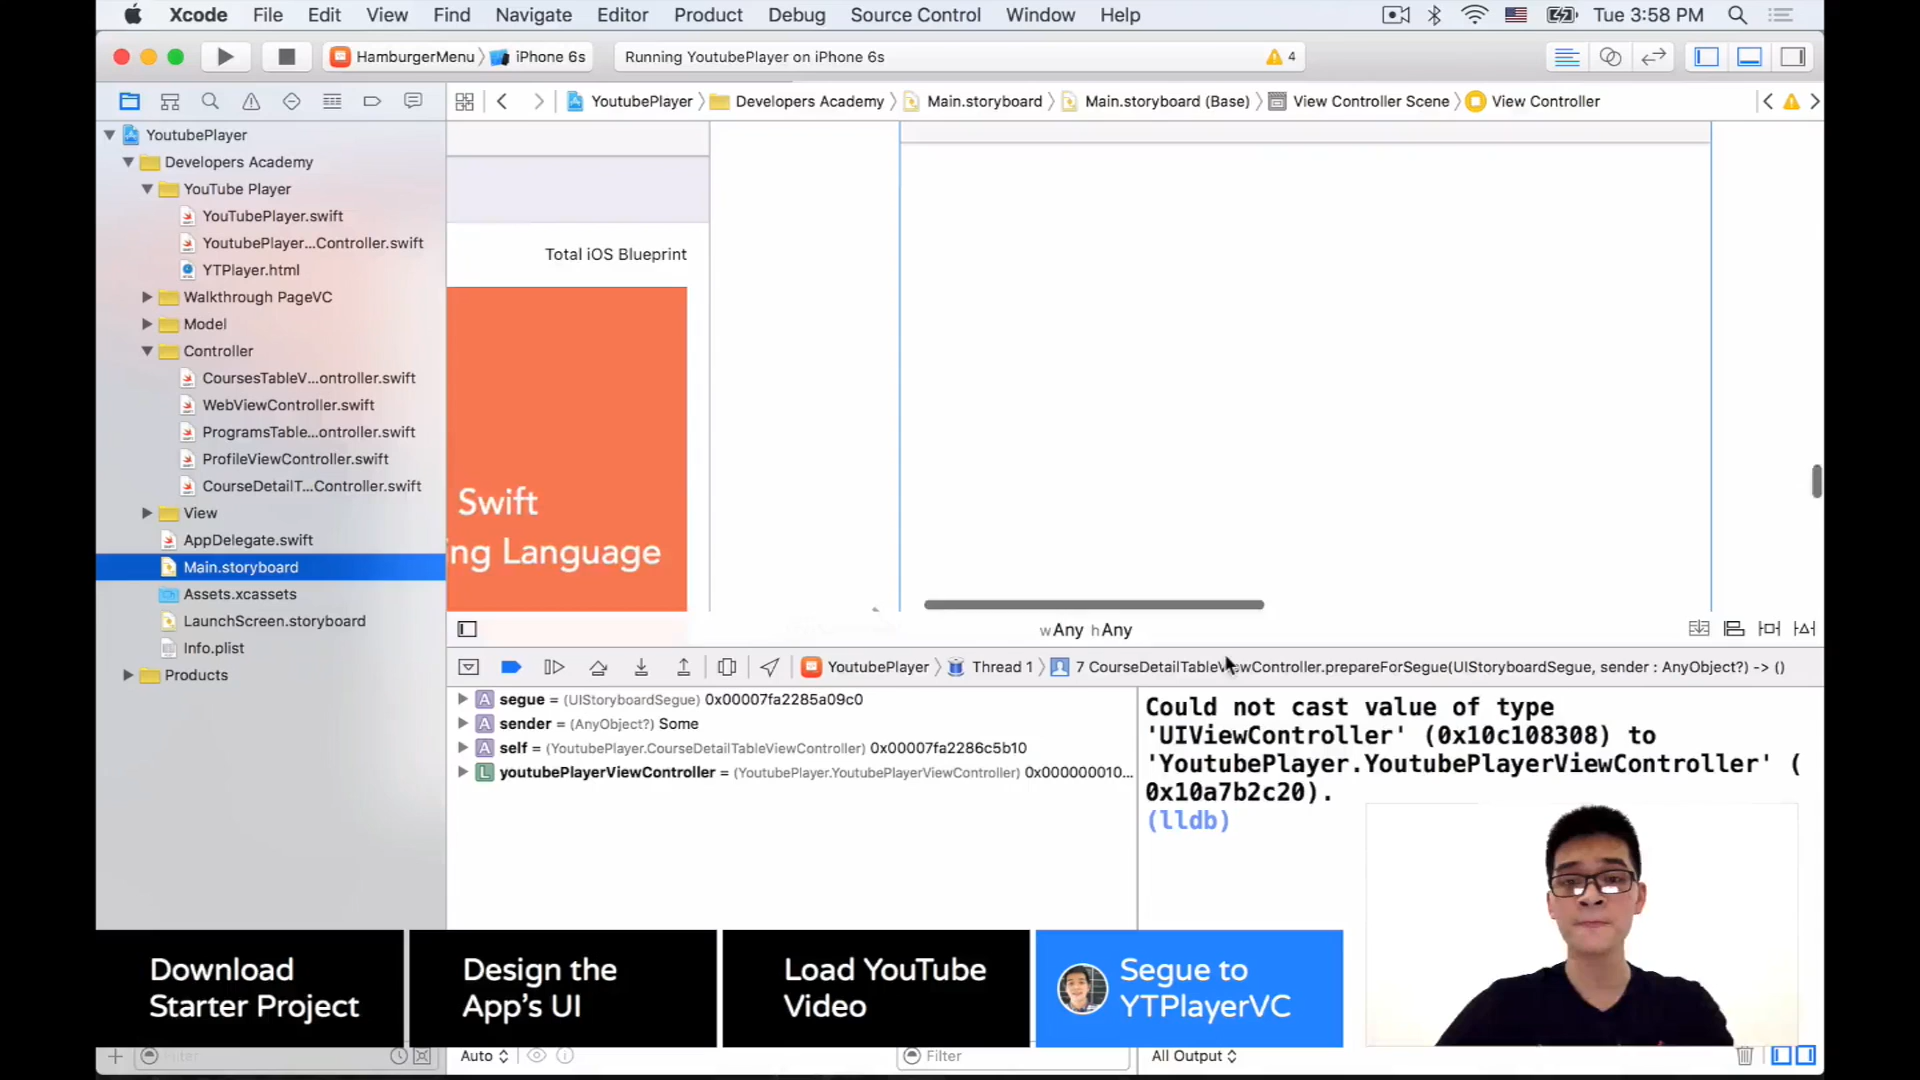 Xcode File Edit View Find Navigate Editor Product Debug Source Control Window Help Tue 3:58 PM
HamburgerMenu iPhone 6s Running YoutubePlayer on iPhone 6s 4
YoutubePlayer Developers Academy Main.storyboard Main.storyboard (Base) View Controller Scene View Controller
YoutubePlayer
Developers Academy
YouTube Player
YouTubePlayer.swift
YoutubePlayer...Controller.swift
YTPlayer.html
Walkthrough PageVC
Model
Controller
CoursesTableV...ontroller.swift
WebViewController.swift
ProgramsTable...ontroller.swift
ProfileViewController.swift
CourseDetailT...Controller.swift
View
AppDelegate.swift
Main.storyboard
Assets.xcassets
LaunchScreen.storyboard
Info.plist
Products
Total iOS Blueprint
Swift
ing Language
wAny hAny
YoutubePlayer Thread 1 7 CourseDetailTableViewController.prepareForSegue(UIStoryboardSegue, sender : AnyObject?) -> ()
A segue = (UIStoryboardSegue) 0x00007fa2285a09c0
A sender = (AnyObject?) Some
A self = (YoutubePlayer.CourseDetailTableViewController) 0x00007fa2286c5b10
L youtubePlayerViewController = (YoutubePlayer.YoutubePlayerViewController) 0x000000010...
Could not cast value of type
'UIViewController' (0x10c108308) to
'YoutubePlayer.YoutubePlayerViewController' (
0x10a7b2c20).
(lldb)
Download
Starter Project
Design the
App's UI
Load YouTube
Video
Segue to
YTPlayerVC
Filter
Auto
Filter
All Output